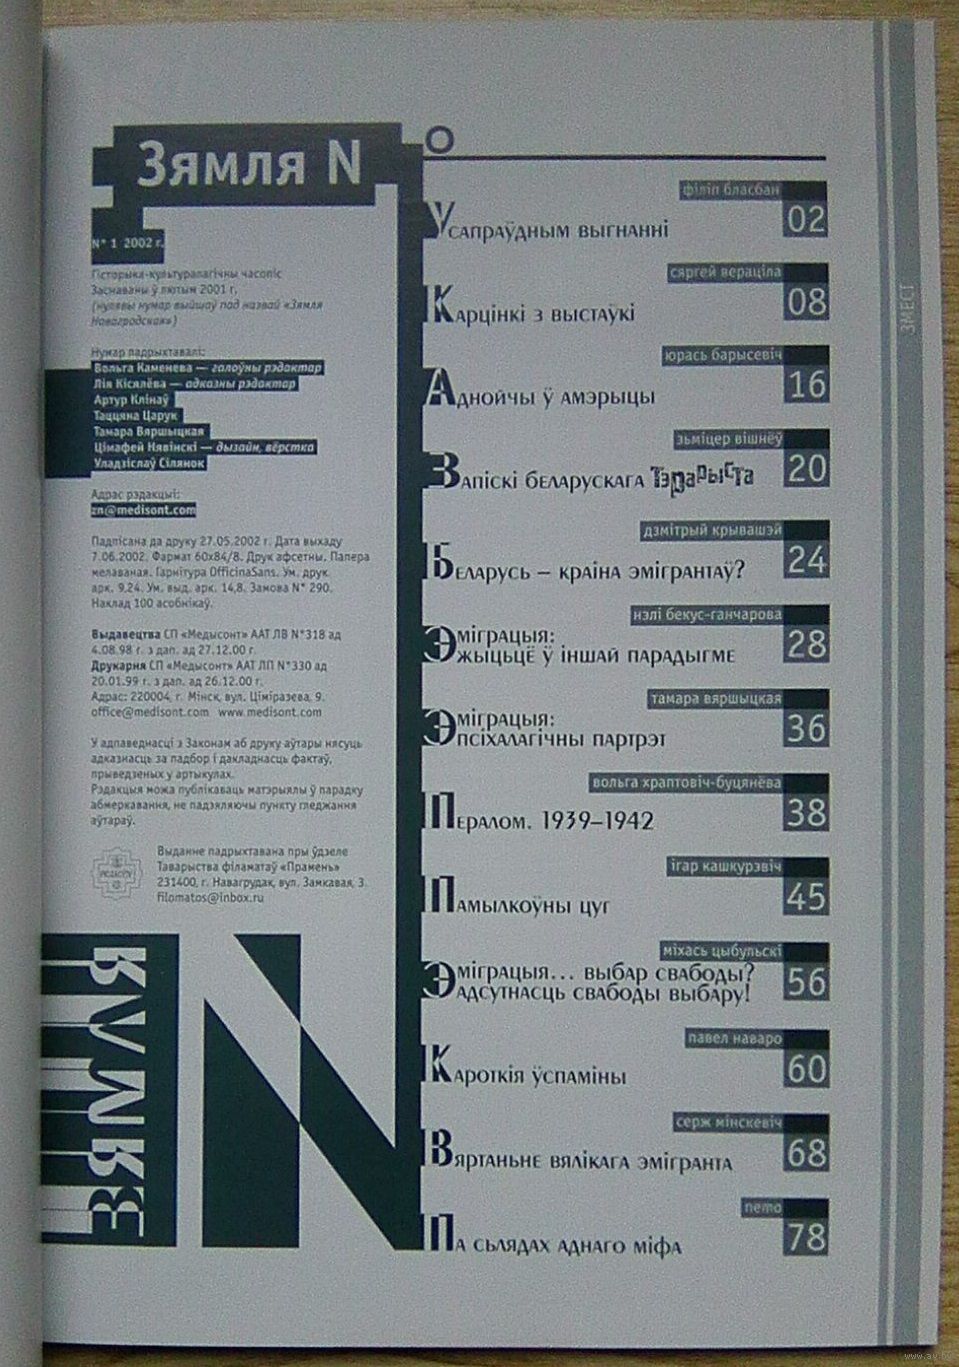 Зямля N
N° 1 2002 г.
Гісторыка-культуралагічны часопіс
Заснаваны ў лютым 2001 г.
(нулявы нумар выйшаў под назвай «Зямля
Новагродская»)
Нумар падрыхтавалі:
Вольга Каменева — галоўны рэдактар
Лія Кісялёва — адказны рэдактар
Артур Клінаў
Таццяна Царук
Тамара Вяршыцкая
Цімафей Нявінскі — дызайн, вёрстка
Уладзіслаў Сілянок
Адрас рэдакцыі:
zn@medisont.com
Падпісана да друку 27.05.2002 г. Дата выхаду
7.06.2002. Фармат 60x84/8. Друк афсетны. Папера
мелаваная. Гарнітура OfficinaSans. Ум. друк.
арк. 9,24. Ум. выд. арк. 14,8. Замова N° 290.
Наклад 100 асобнікаў.
Выдавецтва СП «Медысонт» ААТ ЛВ N°318 ад
4.08.98 г. з дап. ад 27.12.00 г.
Друкарня СП «Медысонт» ААТ ЛП N°330 ад
20.01.99 г. з дап. ад 26.12.00 г.
Адрас: 220004, г. Мінск, вул. Ціміразева, 9.
office@medisont.com www.medisont.com
У адпаведнасці з Законам аб друку аўтары нясуць
адказнасць за падбор і дакладнасць фактаў,
прыведзеных у артыкулах.
Рэдакцыя можа публікаваць матэрыялы ў парадку
абмеркавання, не падзяляючы пункту гледжання
аўтараў.
Выданне падрыхтавана пры ўдзеле
Таварыства філаматаў «Прамень»
231400, г. Навагрудак, вул. Замкавая, 3.
filomatos@inbox.ru
ЗЯМЛЯ
N
філіп бласбан
У сапраўдным выгнанні 02
сяргей вераціла
Карцінкі з выстаўкі 08
юрась барысевіч
Аднойчы ў амэрыцы 16
зьміцер вішнёў
Запіскі беларускага Тэрарыста 20
дзмітрый крывашэй
Беларусь – краіна эмігрантаў? 24
нэлі бекус-ганчарова
Эміграцыя:
жыцьцё ў іншай парадыгме 28
тамара вяршыцкая
Эміграцыя:
псіхалагічны партрэт 36
вольга храптовіч-буцянёва
Пералом. 1939–1942 38
ігар кашкурэвіч
Памылкоўны цуг 45
міхась цыбульскі
Эміграцыя... выбар свабоды?
адсутнасць свабоды выбару! 56
павел наваро
Кароткія ўспаміны 60
серж мінскевіч
Вяртаньне вялікага эмігранта 68
nemo
Па сьлядах аднаго міфа 78
ЗМЕСТ